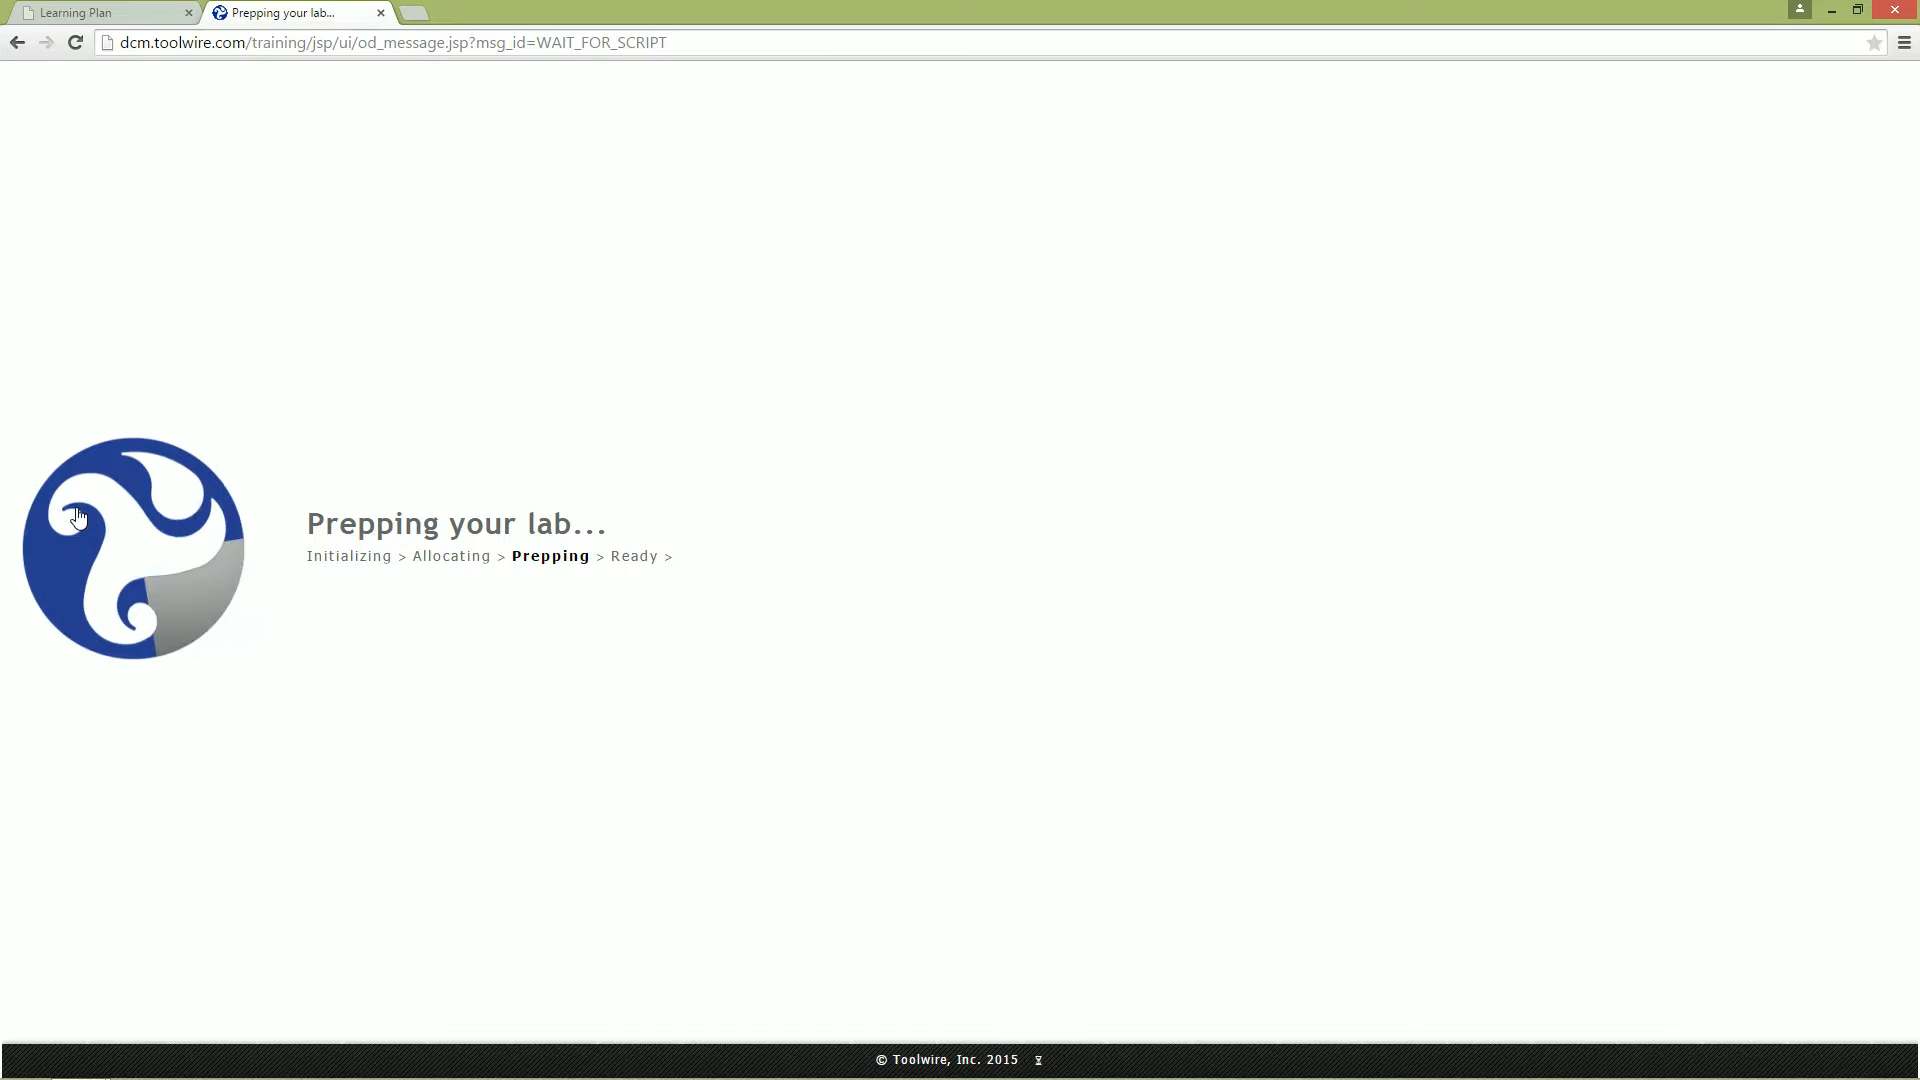 Learning Plan
Prepping your lab...
dcm.toolwire.com/training/jsp/ui/od_message.jsp?msg_id=WAIT_FOR_SCRIPT
Prepping your lab...
Initializing > Allocating > Prepping > Ready >
© Toolwire, Inc. 2015